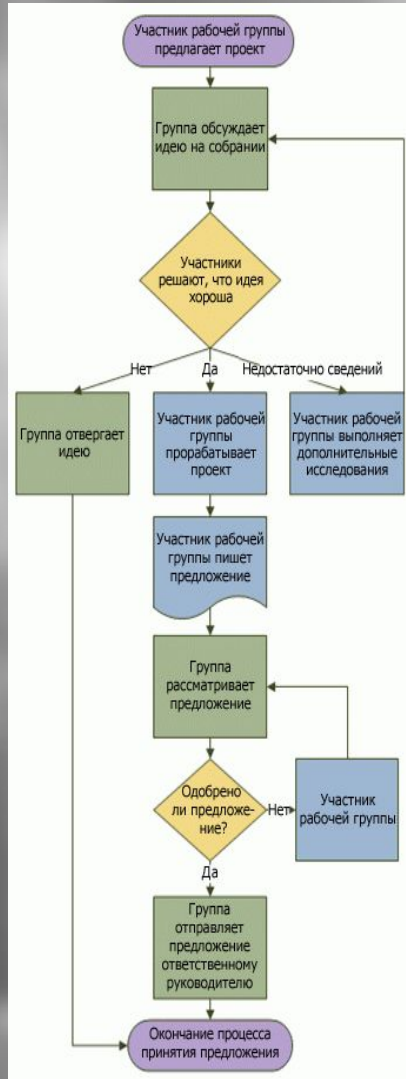 Участник рабочей группы
предлагает проект
Группа обсуждает
идею на собрании
Участники
решают, что идея
хороша
Нет
Да
Недостаточно сведений
Группа отвергает
идею
Участник рабочей
группы
прорабатывает
проект
Участник рабочей
группы выполняет
дополнительные
исследования
Участник рабочей
группы пишет
предложение
Группа
рассматривает
предложение
Одобрено
ли предложе-
ние?
Нет
Участник
рабочей группы
Да
Группа
отправляет
предложение
ответственному
руководителю
Окончание процесса
принятия предложения